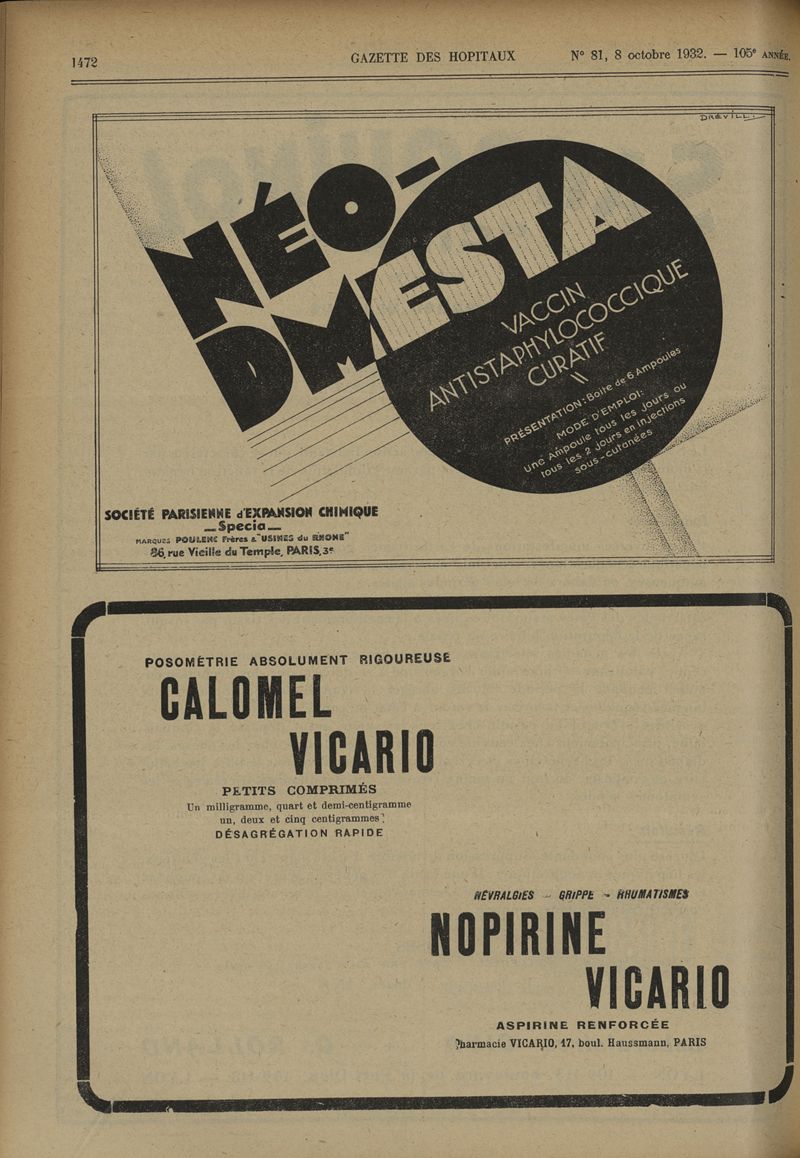 1472
GAZETTE DES HOPITAUX
N° 81, 8 octobre 1932. — 105e ANNÉE.
NÉO-
DMESTA
VACCIN
ANTISTAPHYLOCOCCIQUE
CURATIF
PRÉSENTATION: Boite de 6 Ampoules
MODE D'EMPLOI:
Une Ampoule tous les Jours ou
tous les 2 Jours en Injections
sous-cutanées
SOCIÉTÉ PARISIENNE d'EXPANSION CHIMIQUE
— Specia —
MARQUES POULENC Frères & "USINES du RHONE"
86, rue Vieille du Temple, PARIS, 3e
POSOMÉTRIE ABSOLUMENT RIGOUREUSE
CALOMEL
VICARIO
PETITS COMPRIMÉS
Un milligramme, quart et demi-centigramme
un, deux et cinq centigrammes
DÉSAGRÉGATION RAPIDE
NÉVRALGIES - GRIPPE - RHUMATISMES
NOPIRINE
VICARIO
ASPIRINE RENFORCÉE
Pharmacie VICARIO, 17, boul. Haussmann, PARIS